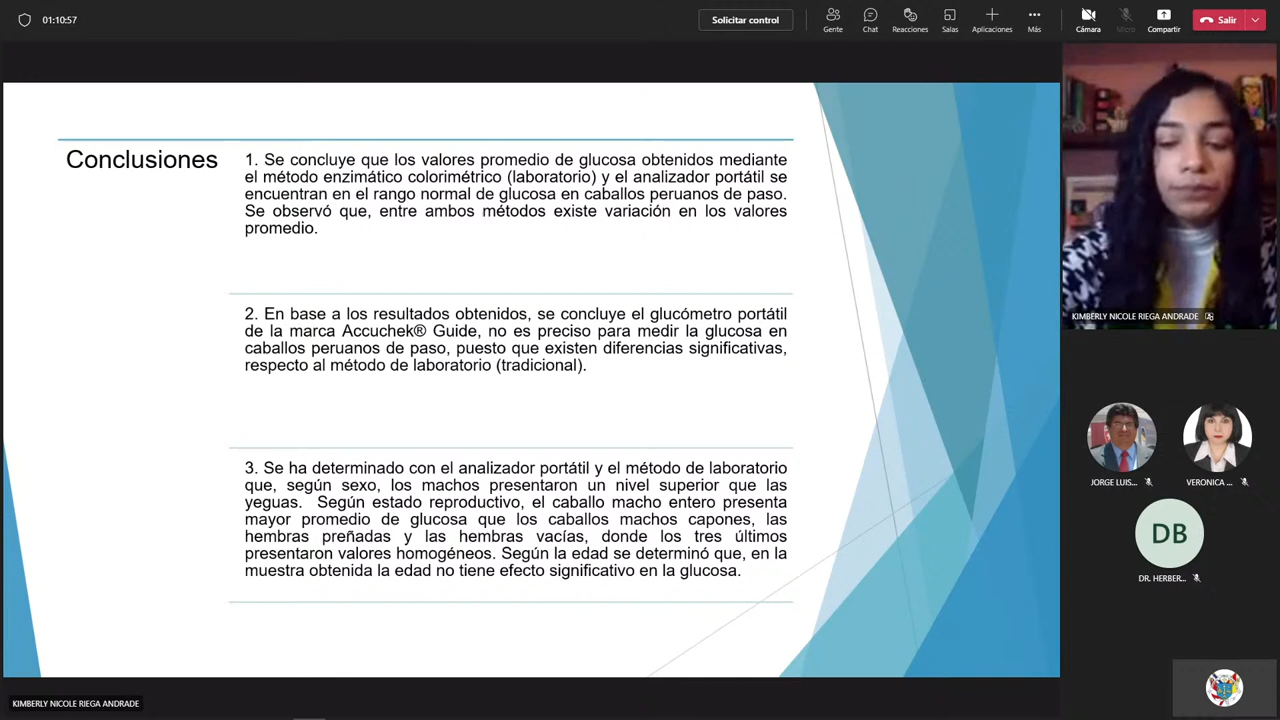 01:10:57
Solicitar control
Gente
Chat
Reacciones
Salas
Aplicaciones
Más
Cámara
Micro
Compartir
Salir
Conclusiones
1. Se concluye que los valores promedio de glucosa obtenidos mediante
el método enzimático colorimétrico (laboratorio) y el analizador portátil se
encuentran en el rango normal de glucosa en caballos peruanos de paso.
Se observó que, entre ambos métodos existe variación en los valores
promedio.
2. En base a los resultados obtenidos, se concluye el glucómetro portátil
de la marca Accuchek® Guide, no es preciso para medir la glucosa en
caballos peruanos de paso, puesto que existen diferencias significativas,
respecto al método de laboratorio (tradicional).
3. Se ha determinado con el analizador portátil y el método de laboratorio
que, según sexo, los machos presentaron un nivel superior que las
yeguas. Según estado reproductivo, el caballo macho entero presenta
mayor promedio de glucosa que los caballos machos capones, las
hembras preñadas y las hembras vacías, donde los tres últimos
presentaron valores homogéneos. Según la edad se determinó que, en la
muestra obtenida la edad no tiene efecto significativo en la glucosa.
KIMBERLY NICOLE RIEGA ANDRADE
JORGE LUIS...
VERONICA ...
DB
DR. HERBER...
KIMBERLY NICOLE RIEGA ANDRADE